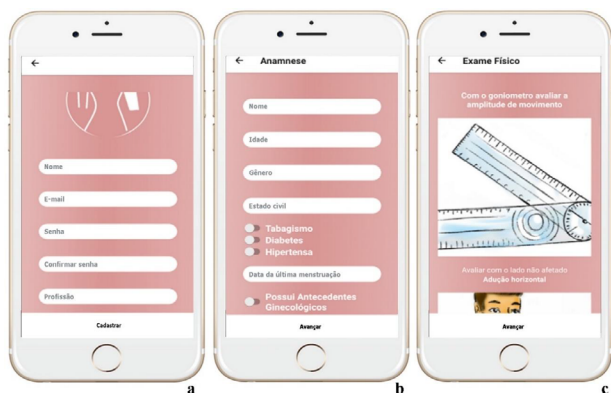 Nome
E-mail
Senha
Confirmar senha
Profissão
Cadastrar
a
Anamnese
Nome
Idade
Gênero
Estado civil
Tabagismo
Diabetes
Hipertensa
Data da última menstruação
Possui Antecedentes
Ginecológicos
Avançar
b
Exame Físico
Com o goniometro avaliar a
amplitude de movimento
Avaliar com o lado não afetado
Adução horizontal
Avançar
c